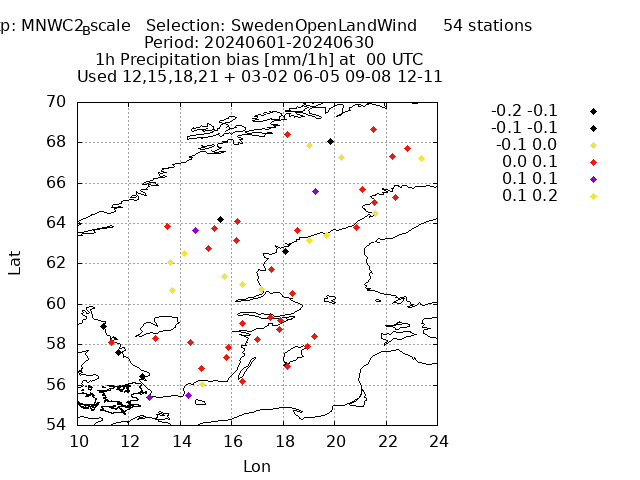 p: MNWC2_Bscale   Selection: SwedenOpenLandWind     54 stations
Period: 20240601-20240630
1h Precipitation bias [mm/1h] at  00 UTC
Used 12,15,18,21 + 03-02 06-05 09-08 12-11
-0.2 -0.1
-0.1 -0.1
-0.1 0.0
0.0 0.1
0.1 0.1
0.1 0.2
70
68
66
64
62
60
58
56
54
Lat
10 12 14 16 18 20 22 24
Lon